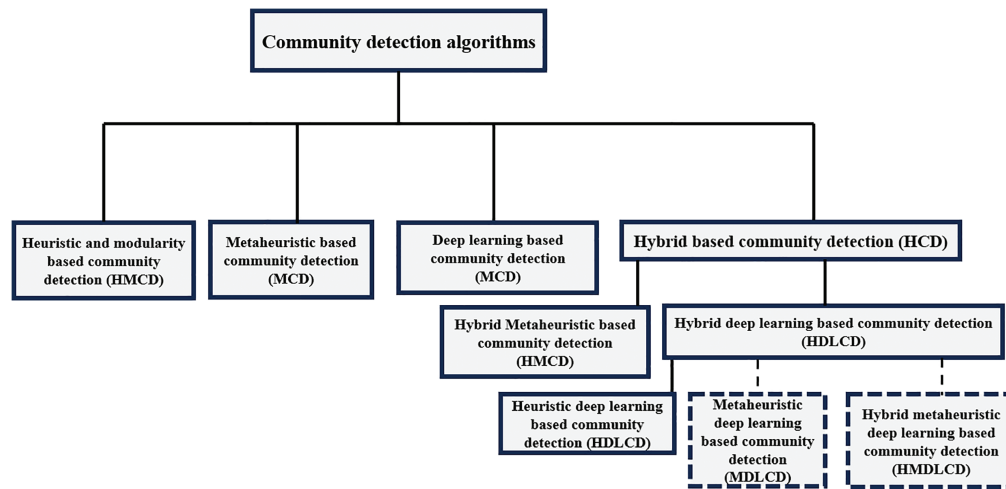 Community detection algorithms
Heuristic and modularity
based community
detection (HMCD)
Metaheuristic based
community detection
(MCD)
Deep learning based
community detection
(MCD)
Hybrid based community detection (HCD)
Hybrid Metaheuristic based
community detection
(HMCD)
Hybrid deep learning based community detection
(HDLCD)
Heuristic deep learning
based community
detection (HDLCD)
Metaheuristic
deep learning
based community
detection
(MDLCD)
Hybrid metaheuristic
deep learning based
community detection
(HMDLCD)